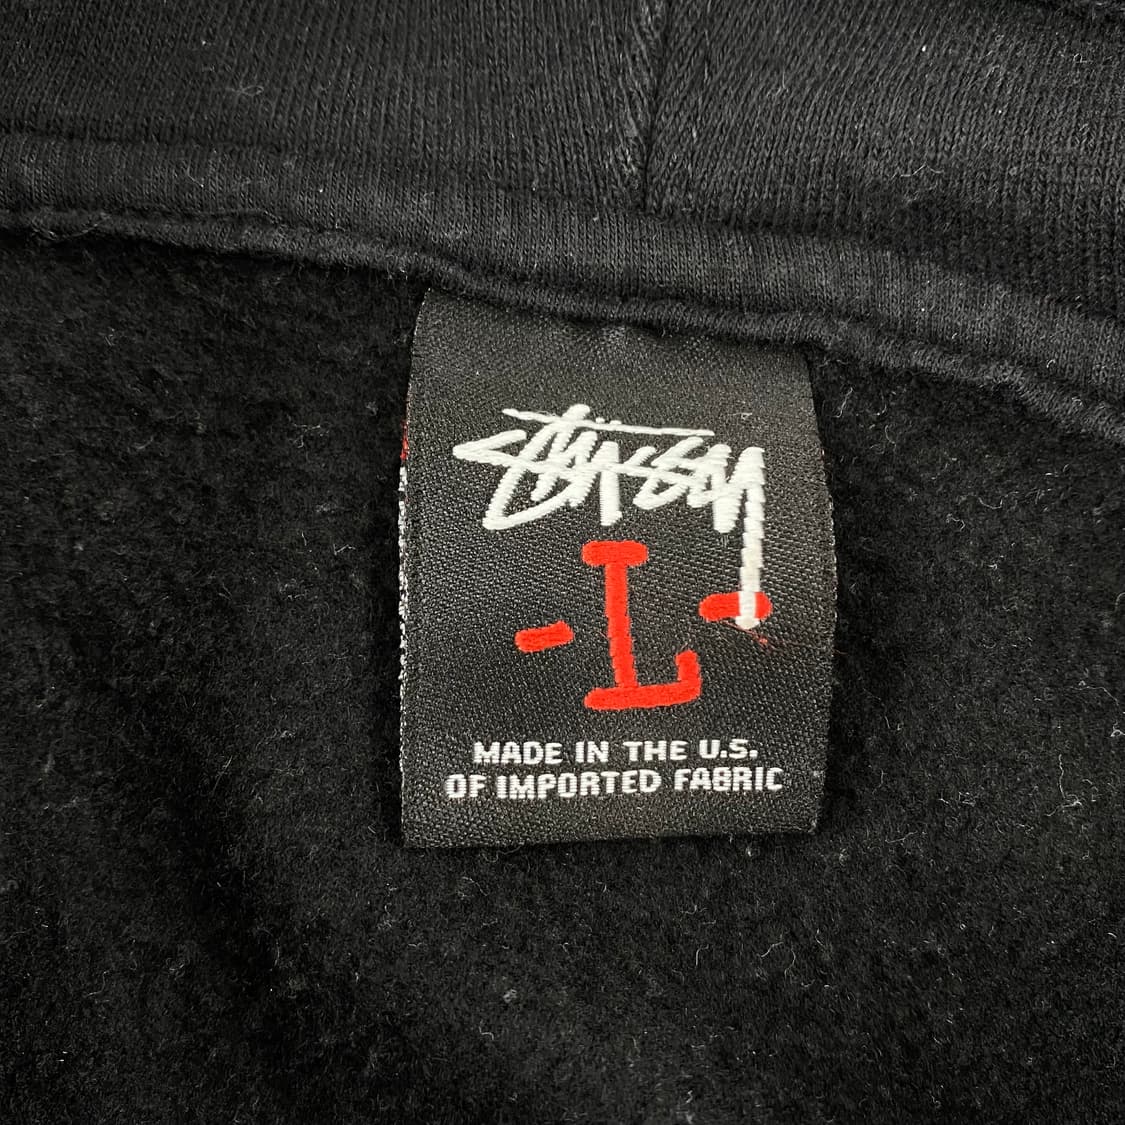 Stüssy
-L-
MADE IN THE U.S.
OF IMPORTED FABRIC